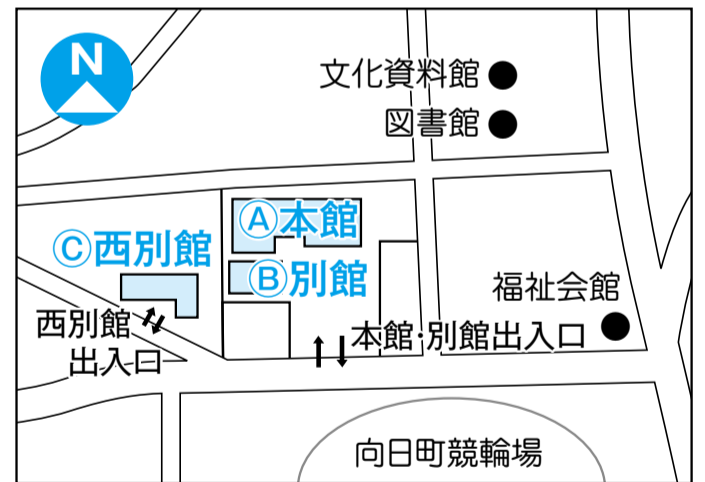 N
文化資料館
図書館
Ⓐ本館
Ⓒ西別館
Ⓑ別館
福祉会館
西別館
出入口
本館・別館出入口
向日町競輪場